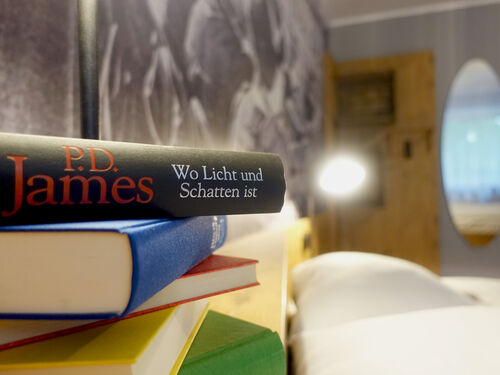 P.D.
James
Wo Licht und
Schatten ist